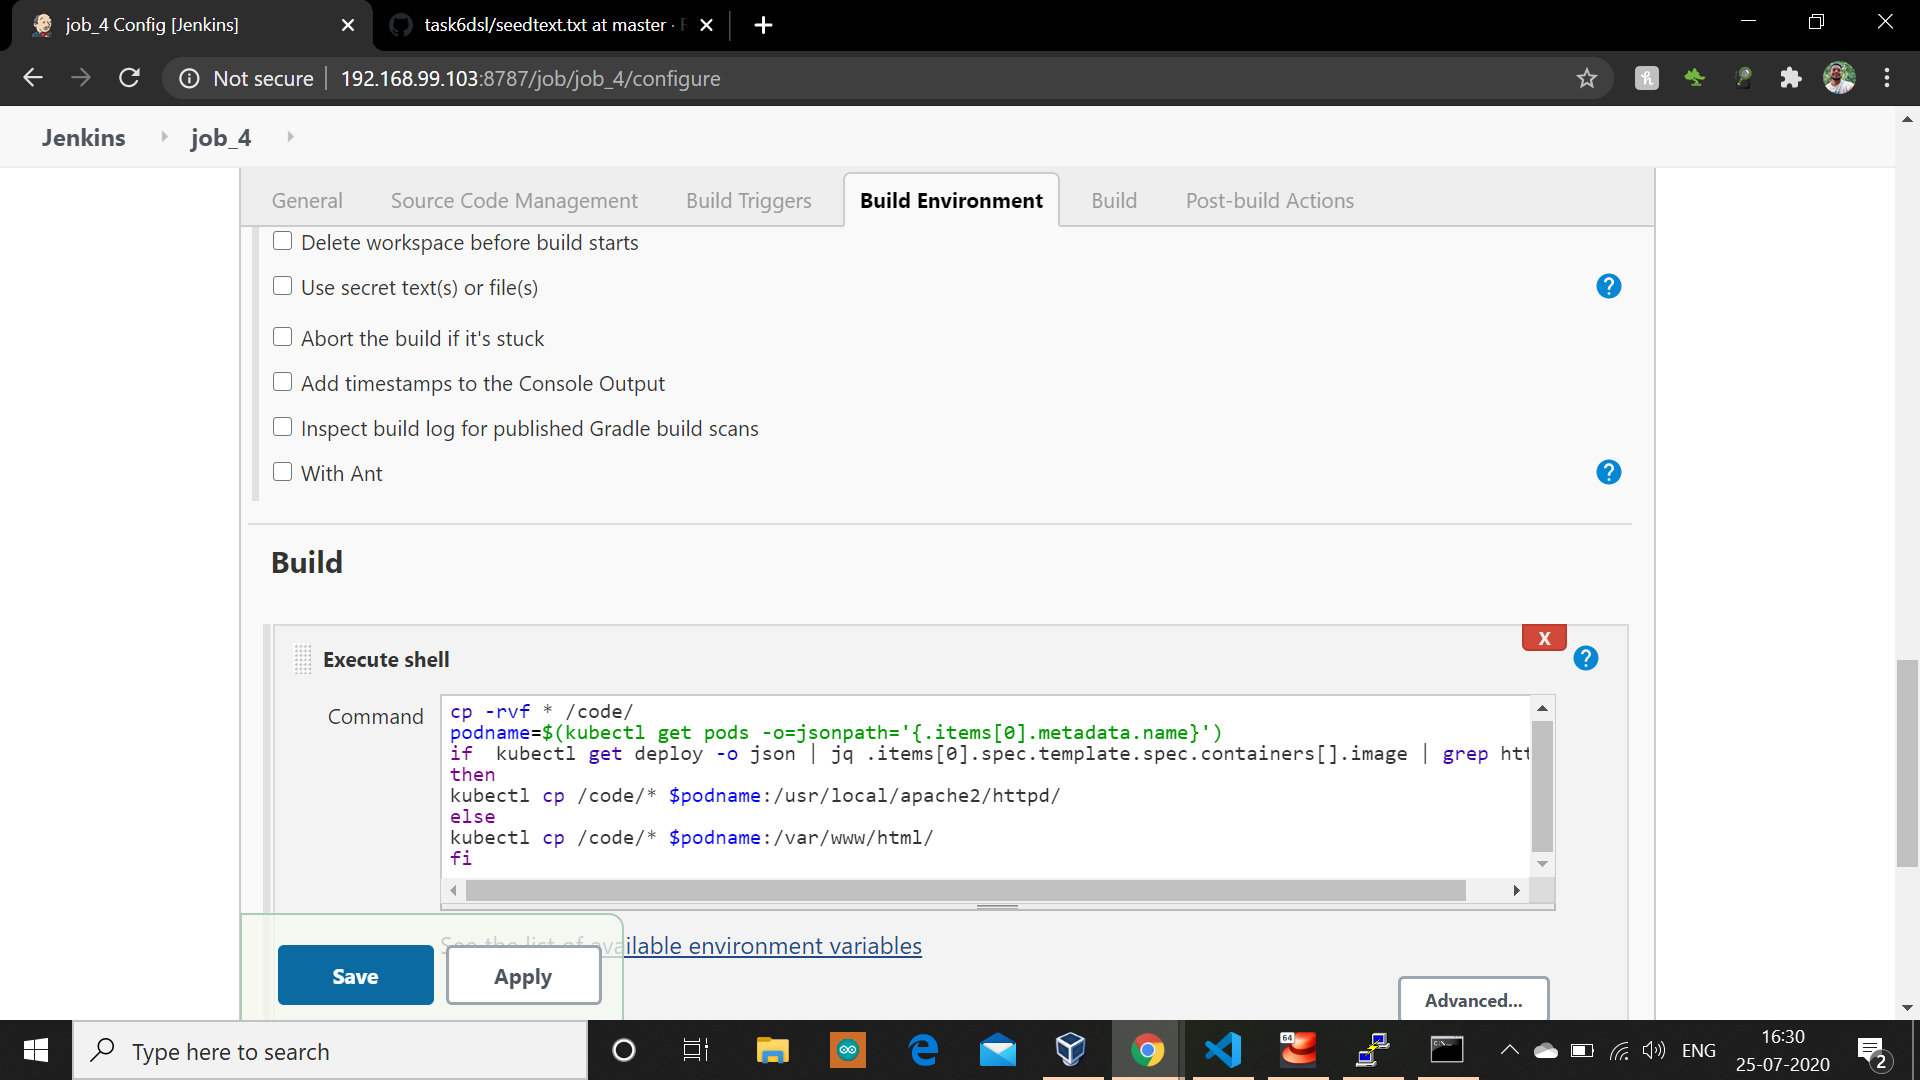 job_4 Config [Jenkins]
task6dsl/seedtext.txt at master ·
Not secure
192.168.99.103:8787/job/job_4/configure
Jenkins
job_4
General
Source Code Management
Build Triggers
Build Environment
Build
Post-build Actions
Delete workspace before build starts
Use secret text(s) or file(s)
?
Abort the build if it's stuck
Add timestamps to the Console Output
Inspect build log for published Gradle build scans
With Ant
?
Build
X
Execute shell
?
Command
cp -rvf * /code/
podname=$(kubectl get pods -o=jsonpath='{.items[0].metadata.name}')
if  kubectl get deploy -o json | jq .items[0].spec.template.spec.containers[].image | grep htt
then
kubectl cp /code/* $podname:/usr/local/apache2/httpd/
else
kubectl cp /code/* $podname:/var/www/html/
fi
See the list of available environment variables
Save
Apply
Advanced...
Type here to search
64
ENG
16:30
25-07-2020
2